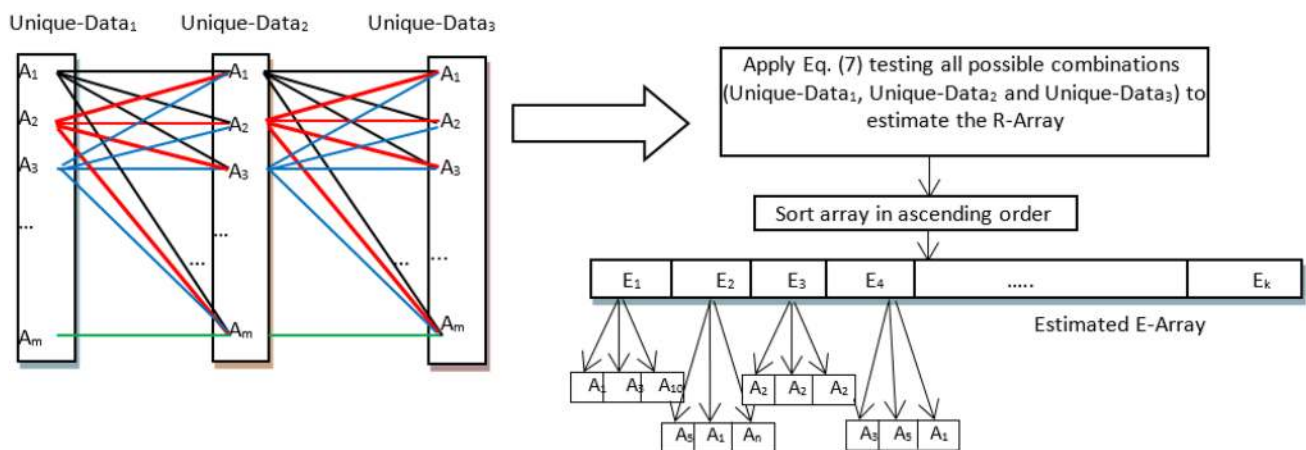 Unique-Data₁ Unique-Data₂ Unique-Data₃
A₁ A₁ A₁
A₂ A₂ A₂
A₃ A₃ A₃
... ... ...
... ...
Aₘ Aₘ Aₘ
Apply Eq. (7) testing all possible combinations
(Unique-Data₁, Unique-Data₂ and Unique-Data₃) to
estimate the R-Array
Sort array in ascending order
E₁ E₂ E₃ E₄ ..... Eₖ
Estimated E-Array
A₁ A₃ A₁₀
A₅ A₁ Aₙ
A₂ A₂ A₂
A₃ A₅ A₁